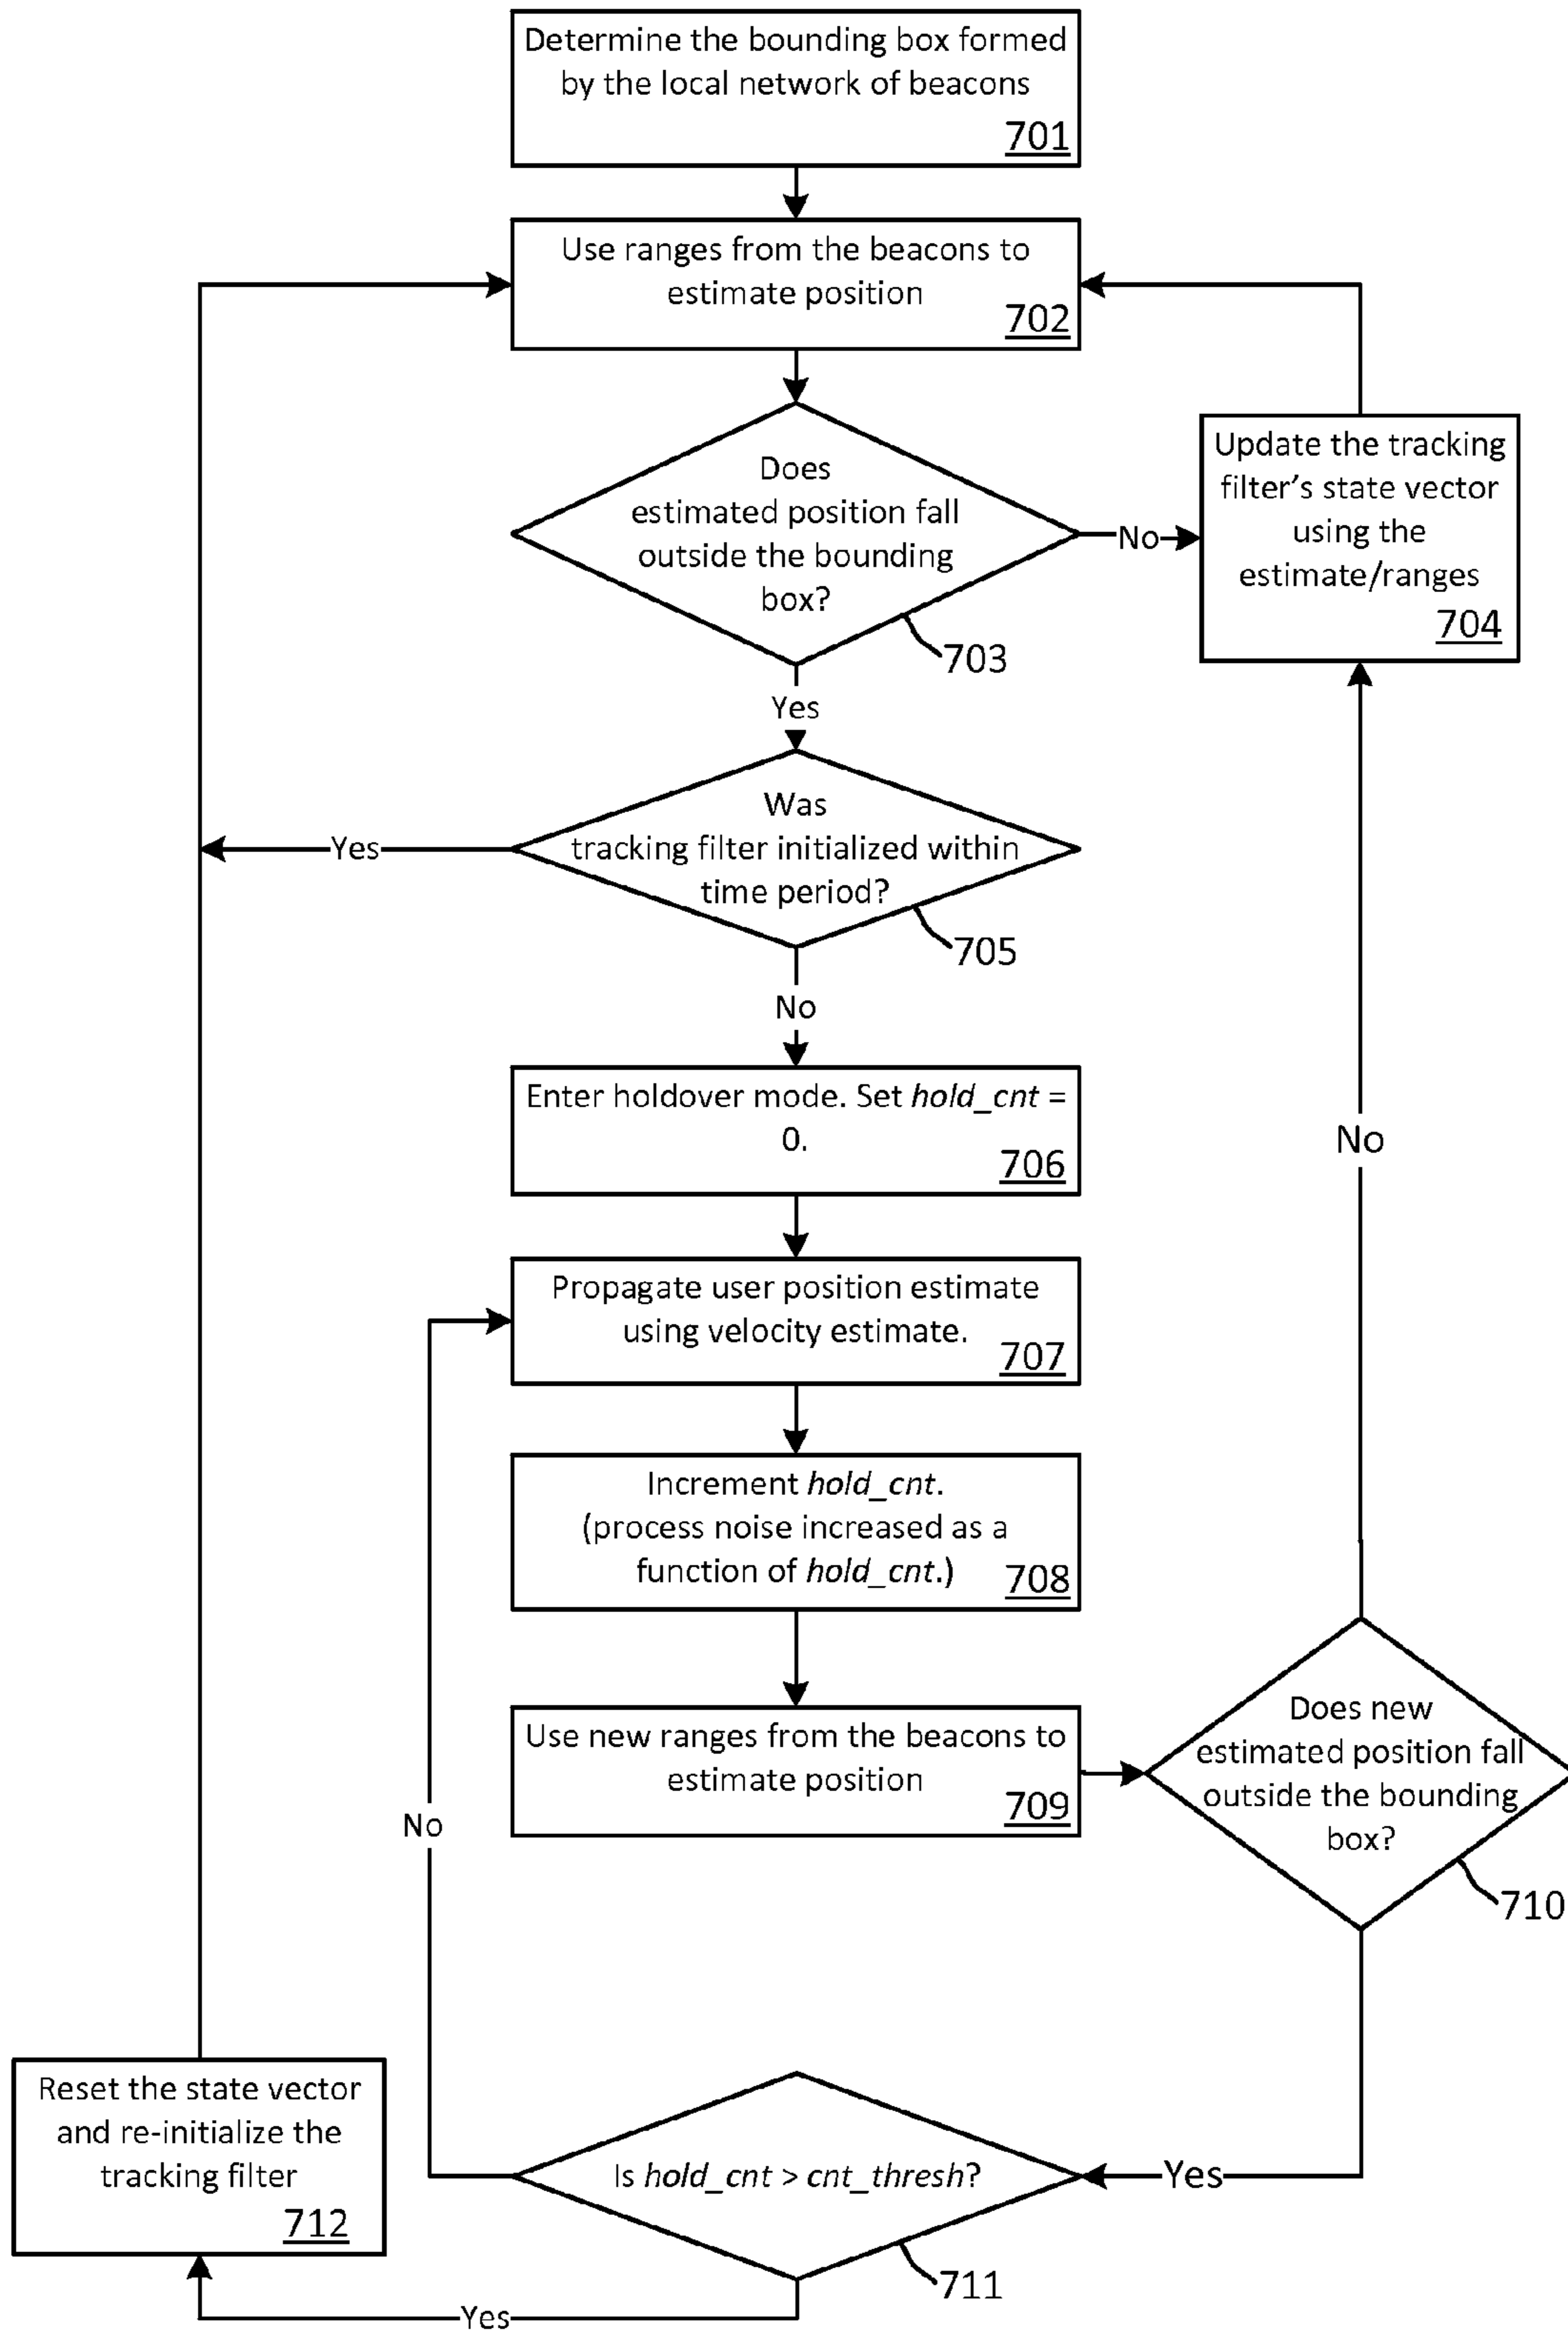 Determine the bounding box formed
by the local network of beacons
701
Use ranges from the beacons to
estimate position
702
Does
estimated position fall
outside the bounding
box?
703
No
Update the tracking
filter’s state vector
using the
estimate/ranges
704
Yes
Was
tracking filter initialized within
time period?
705
Yes
No
Enter holdover mode. Set hold_cnt =
0.
706
No
Propagate user position estimate
using velocity estimate.
707
Increment hold_cnt.
(process noise increased as a
function of hold_cnt.)
708
Use new ranges from the beacons to
estimate position
709
Does new
estimated position fall
outside the bounding
box?
710
No
Reset the state vector
and re-initialize the
tracking filter
712
Is hold_cnt > cnt_thresh?
711
Yes
Yes